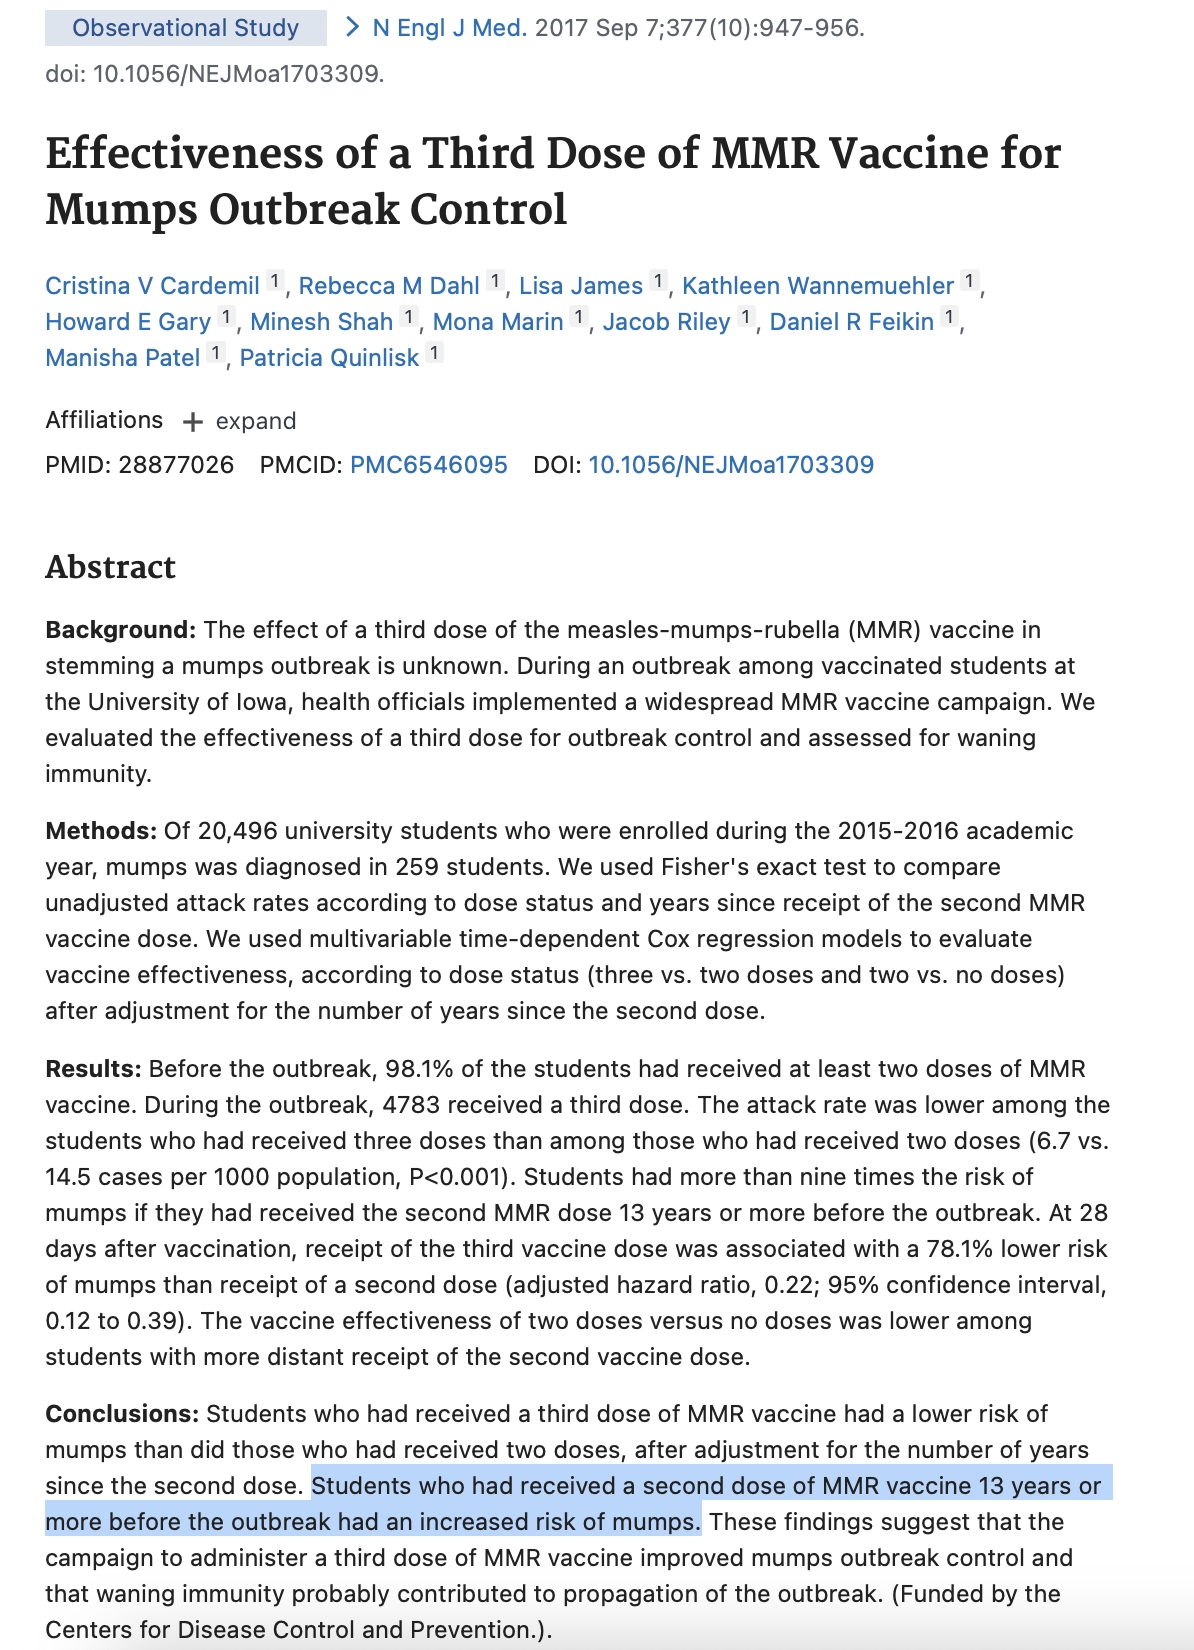 Observational Study > N Engl J Med. 2017 Sep 7;377(10):947-956.
doi: 10.1056/NEJMoa1703309.
Effectiveness of a Third Dose of MMR Vaccine for
Mumps Outbreak Control
Cristina V Cardemil 1, Rebecca M Dahl 1, Lisa James 1, Kathleen Wannemuehler 1,
Howard E Gary 1, Minesh Shah 1, Mona Marin 1, Jacob Riley 1, Daniel R Feikin 1,
Manisha Patel 1, Patricia Quinlisk 1
Affiliations + expand
PMID: 28877026 PMCID: PMC6546095 DOI: 10.1056/NEJMoa1703309
Abstract
Background: The effect of a third dose of the measles-mumps-rubella (MMR) vaccine in
stemming a mumps outbreak is unknown. During an outbreak among vaccinated students at
the University of Iowa, health officials implemented a widespread MMR vaccine campaign. We
evaluated the effectiveness of a third dose for outbreak control and assessed for waning
immunity.
Methods: Of 20,496 university students who were enrolled during the 2015-2016 academic
year, mumps was diagnosed in 259 students. We used Fisher's exact test to compare
unadjusted attack rates according to dose status and years since receipt of the second MMR
vaccine dose. We used multivariable time-dependent Cox regression models to evaluate
vaccine effectiveness, according to dose status (three vs. two doses and two vs. no doses)
after adjustment for the number of years since the second dose.
Results: Before the outbreak, 98.1% of the students had received at least two doses of MMR
vaccine. During the outbreak, 4783 received a third dose. The attack rate was lower among the
students who had received three doses than among those who had received two doses (6.7 vs.
14.5 cases per 1000 population, P<0.001). Students had more than nine times the risk of
mumps if they had received the second MMR dose 13 years or more before the outbreak. At 28
days after vaccination, receipt of the third vaccine dose was associated with a 78.1% lower risk
of mumps than receipt of a second dose (adjusted hazard ratio, 0.22; 95% confidence interval,
0.12 to 0.39). The vaccine effectiveness of two doses versus no doses was lower among
students with more distant receipt of the second vaccine dose.
Conclusions: Students who had received a third dose of MMR vaccine had a lower risk of
mumps than did those who had received two doses, after adjustment for the number of years
since the second dose. Students who had received a second dose of MMR vaccine 13 years or
more before the outbreak had an increased risk of mumps. These findings suggest that the
campaign to administer a third dose of MMR vaccine improved mumps outbreak control and
that waning immunity probably contributed to propagation of the outbreak. (Funded by the
Centers for Disease Control and Prevention.).